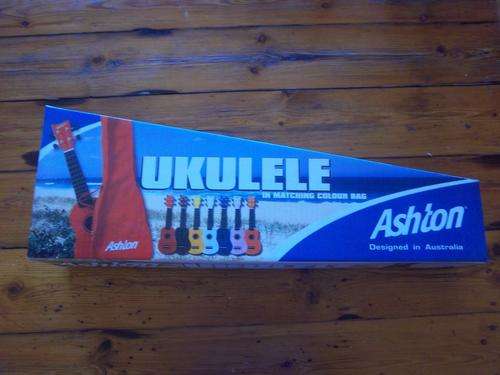 UKULELE
IN MATCHING COLOUR BAG
Ashton
Ashton
Designed in Australia